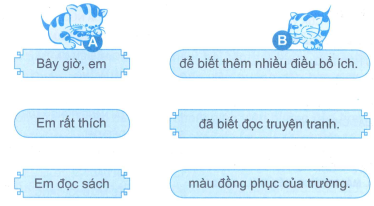 A B
Bây giờ, em để biết thêm nhiều điều bổ ích.
Em rất thích đã biết đọc truyện tranh.
Em đọc sách màu đồng phục của trường.